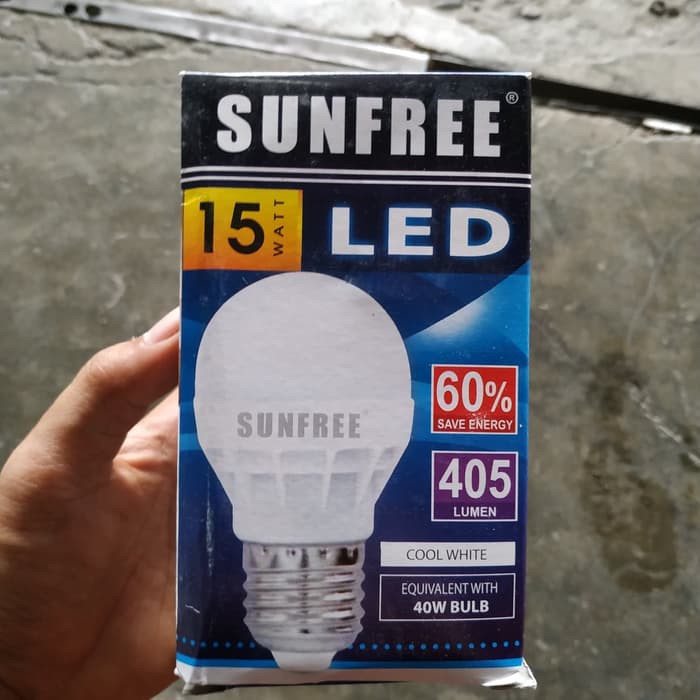 SUNFREE®
15 WATT
LED
SUNFREE
60%
SAVE ENERGY
405
LUMEN
COOL WHITE
EQUIVALENT WITH
40W BULB